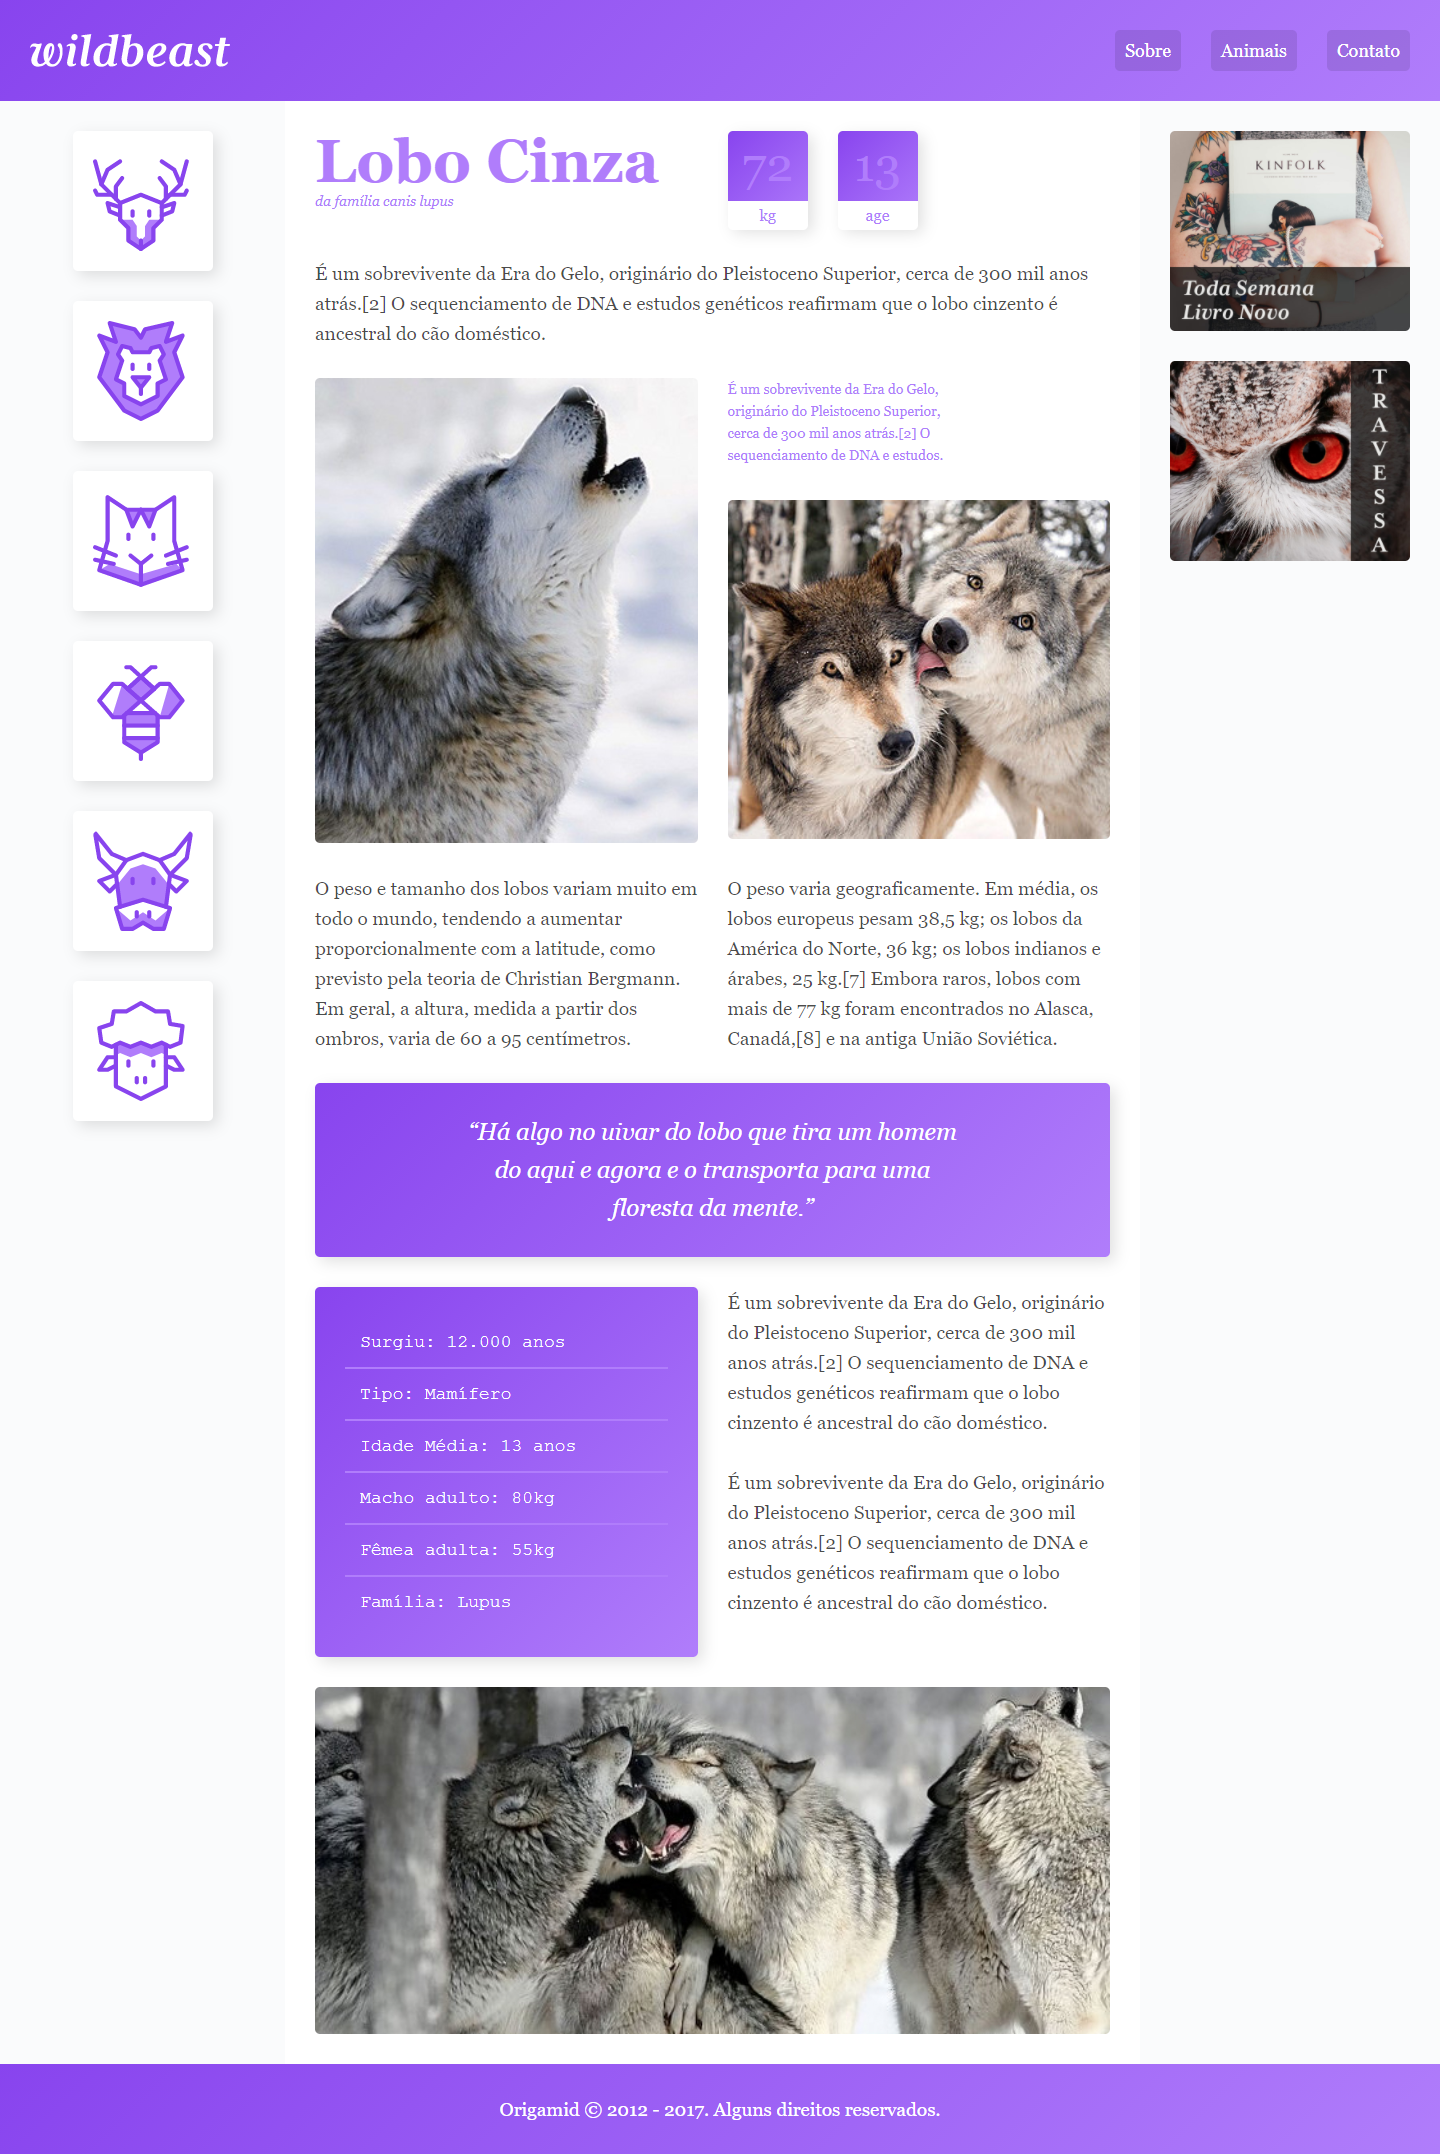 wildbeast
Sobre
Animais
Contato
Lobo Cinza
da família canis lupus
72
kg
13
age
É um sobrevivente da Era do Gelo, originário do Pleistoceno Superior, cerca de 300 mil anos
atrás.[2] O sequenciamento de DNA e estudos genéticos reafirmam que o lobo cinzento é
ancestral do cão doméstico.
É um sobrevivente da Era do Gelo,
originário do Pleistoceno Superior,
cerca de 300 mil anos atrás.[2] O
sequenciamento de DNA e estudos.
O peso e tamanho dos lobos variam muito em
todo o mundo, tendendo a aumentar
proporcionalmente com a latitude, como
previsto pela teoria de Christian Bergmann.
Em geral, a altura, medida a partir dos
ombros, varia de 60 a 95 centímetros.
O peso varia geograficamente. Em média, os
lobos europeus pesam 38,5 kg; os lobos da
América do Norte, 36 kg; os lobos indianos e
árabes, 25 kg.[7] Embora raros, lobos com
mais de 77 kg foram encontrados no Alasca,
Canadá,[8] e na antiga União Soviética.
“Há algo no uivar do lobo que tira um homem
do aqui e agora e o transporta para uma
floresta da mente.”
Surgiu: 12.000 anos
Tipo: Mamífero
Idade Média: 13 anos
Macho adulto: 80kg
Fêmea adulta: 55kg
Família: Lupus
É um sobrevivente da Era do Gelo, originário
do Pleistoceno Superior, cerca de 300 mil
anos atrás.[2] O sequenciamento de DNA e
estudos genéticos reafirmam que o lobo
cinzento é ancestral do cão doméstico.
É um sobrevivente da Era do Gelo, originário
do Pleistoceno Superior, cerca de 300 mil
anos atrás.[2] O sequenciamento de DNA e
estudos genéticos reafirmam que o lobo
cinzento é ancestral do cão doméstico.
KINFOLK
Toda Semana
Livro Novo
TRAVESSA
Origamid © 2012 - 2017. Alguns direitos reservados.